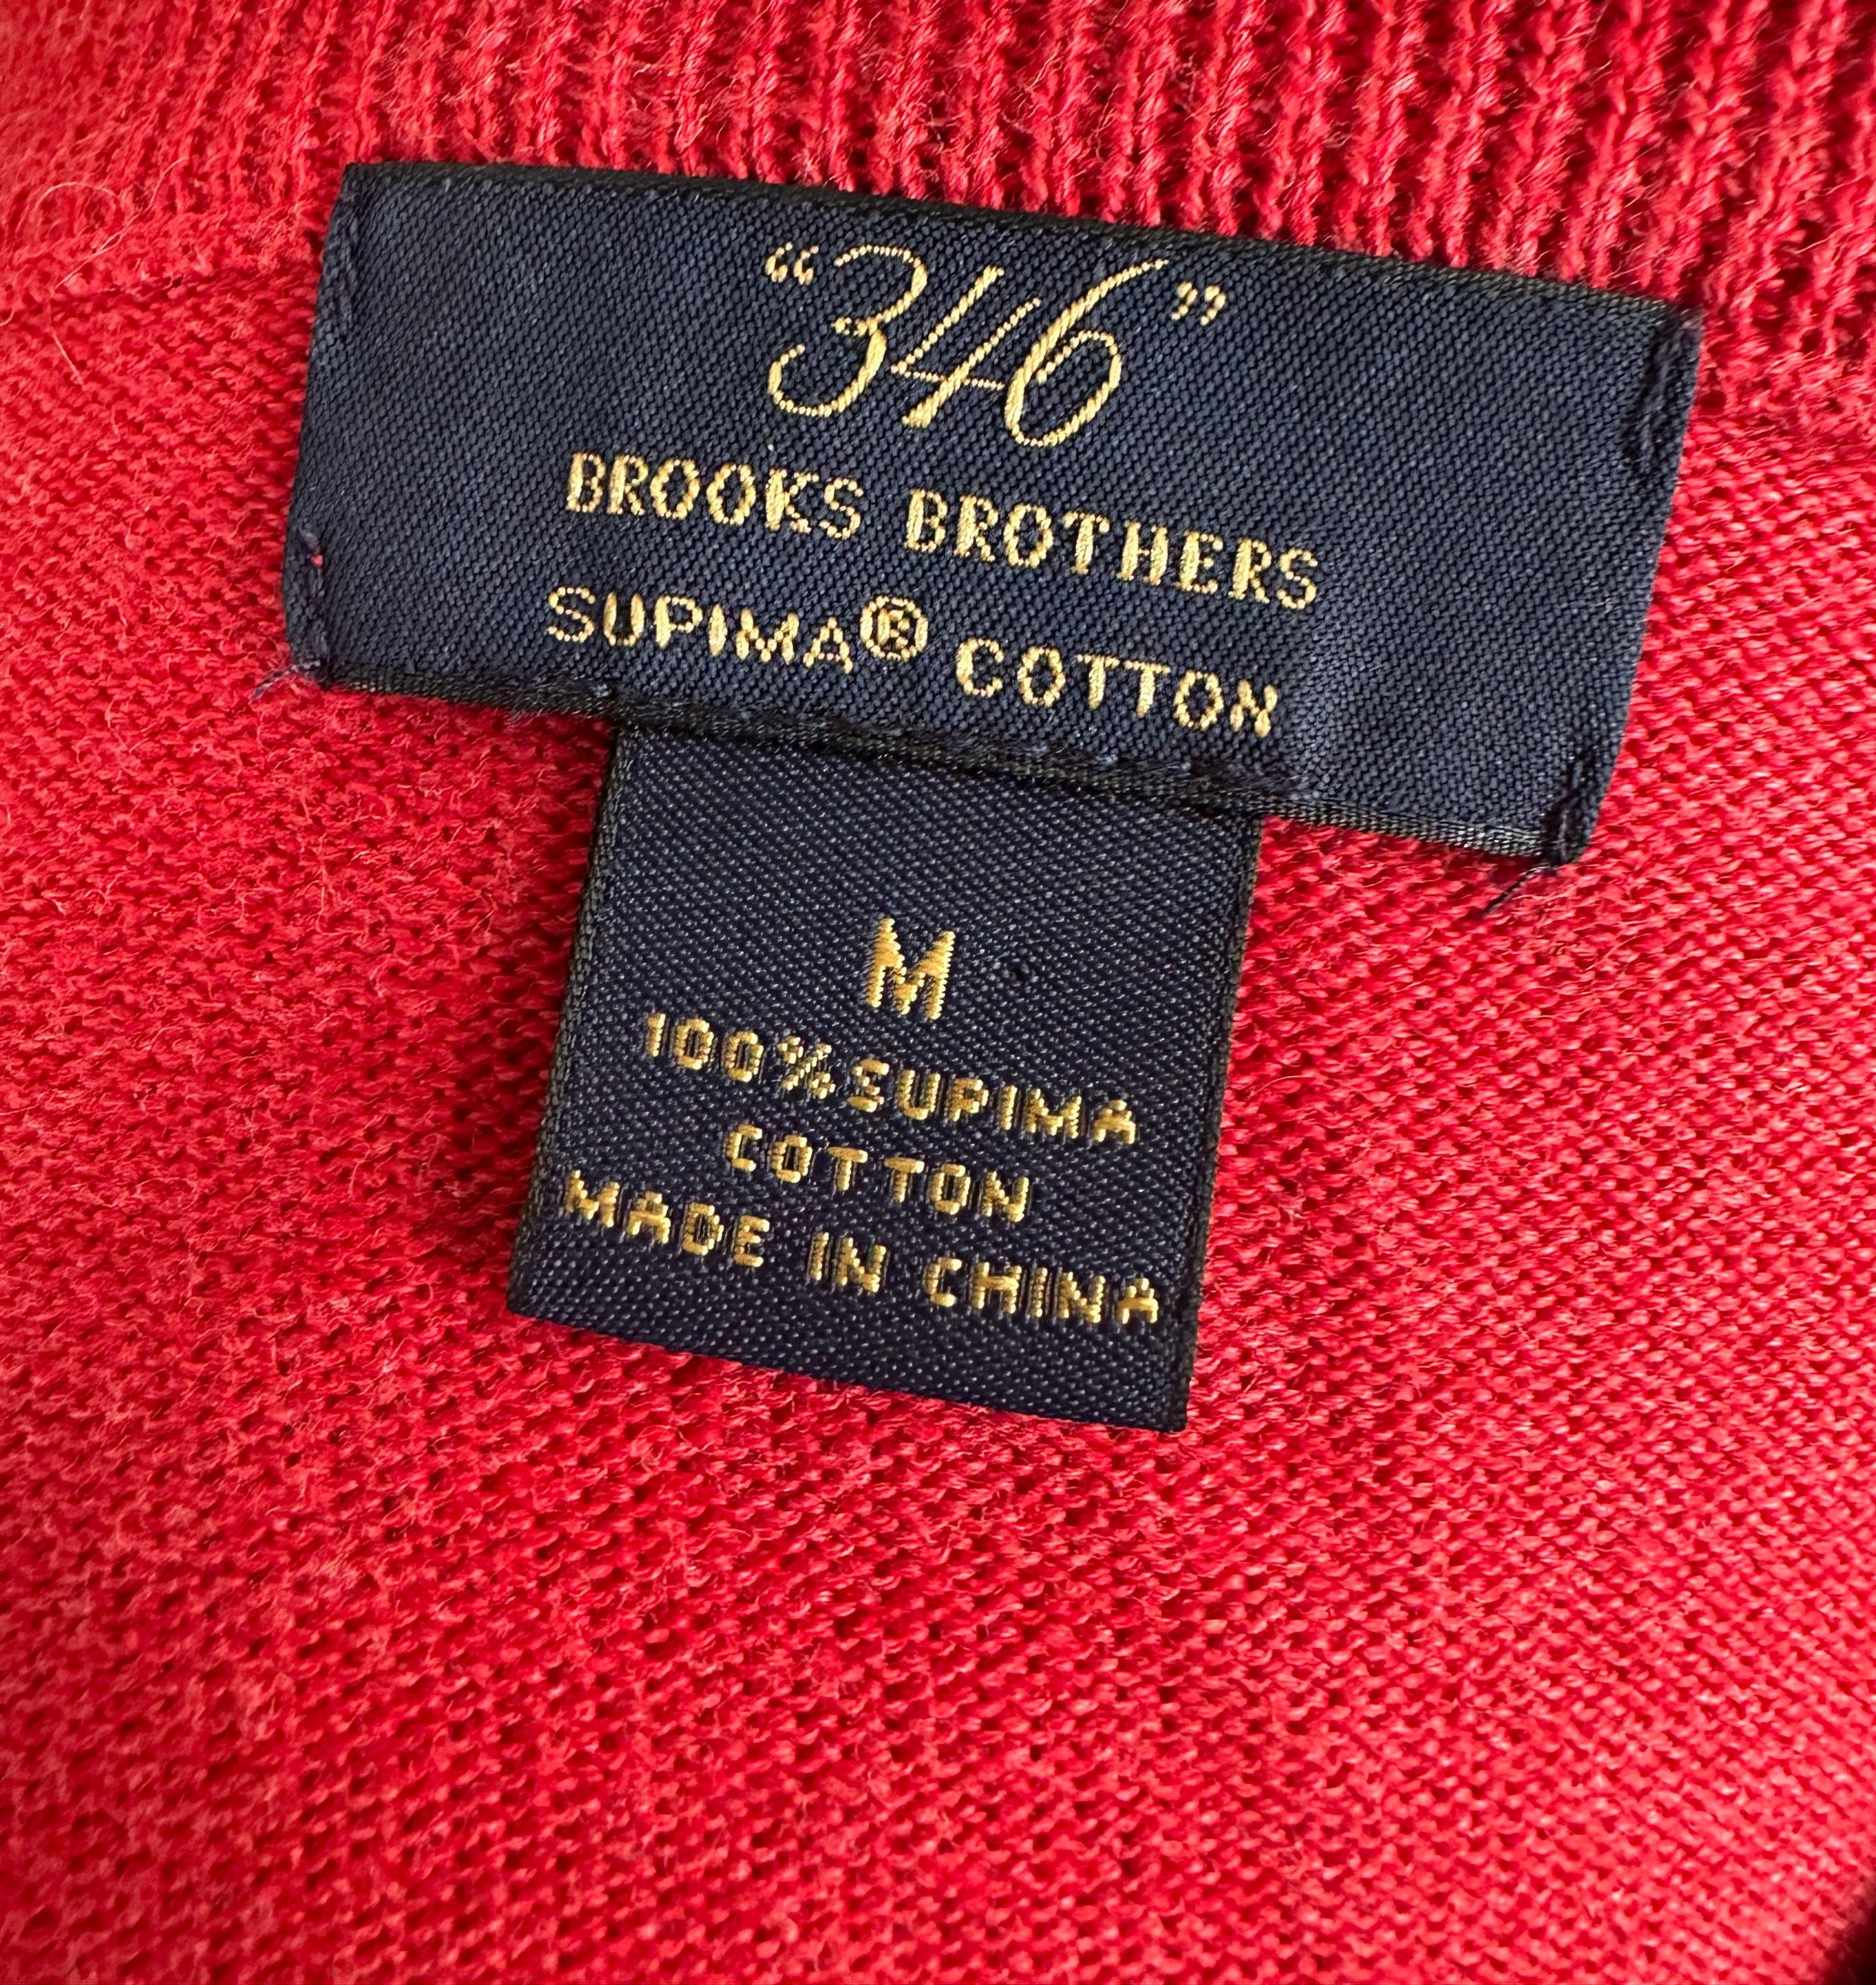 “346”
BROOKS BROTHERS
SUPIMA® COTTON
M
100%SUPIMA
COTTON
MADE IN CHINA